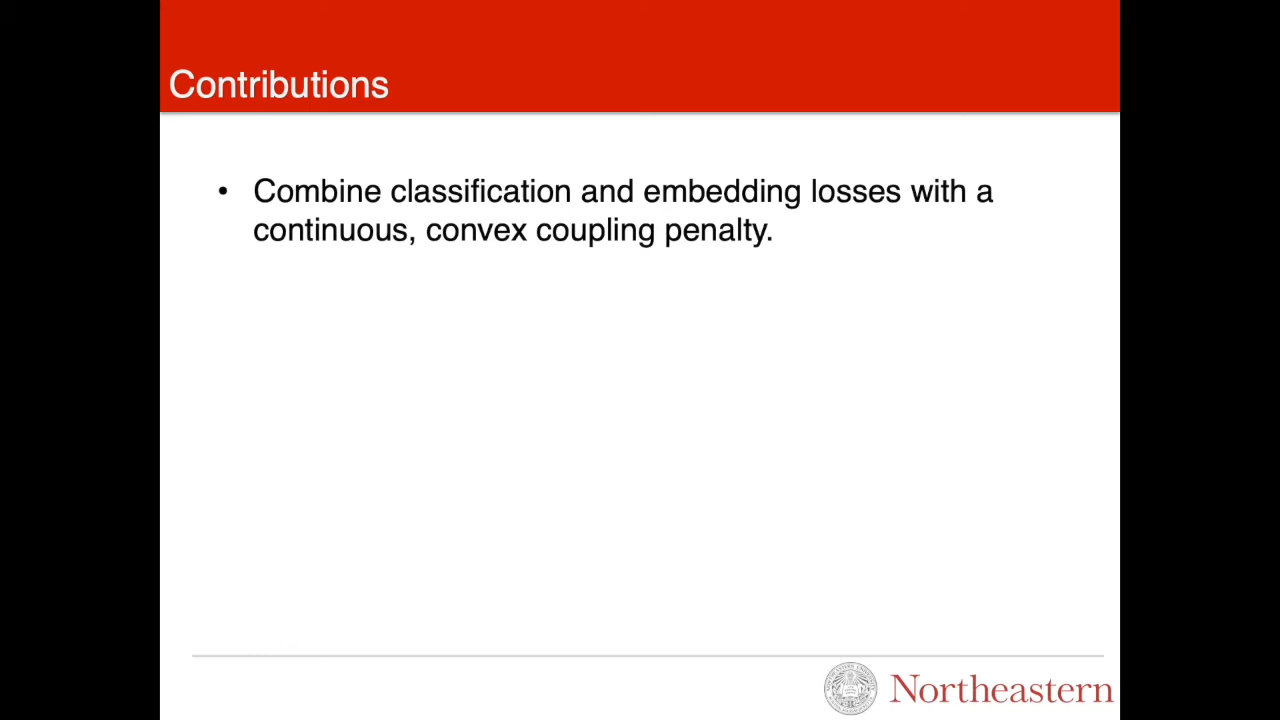 Contributions
• Combine classification and embedding losses with a
continuous, convex coupling penalty.
Northeastern